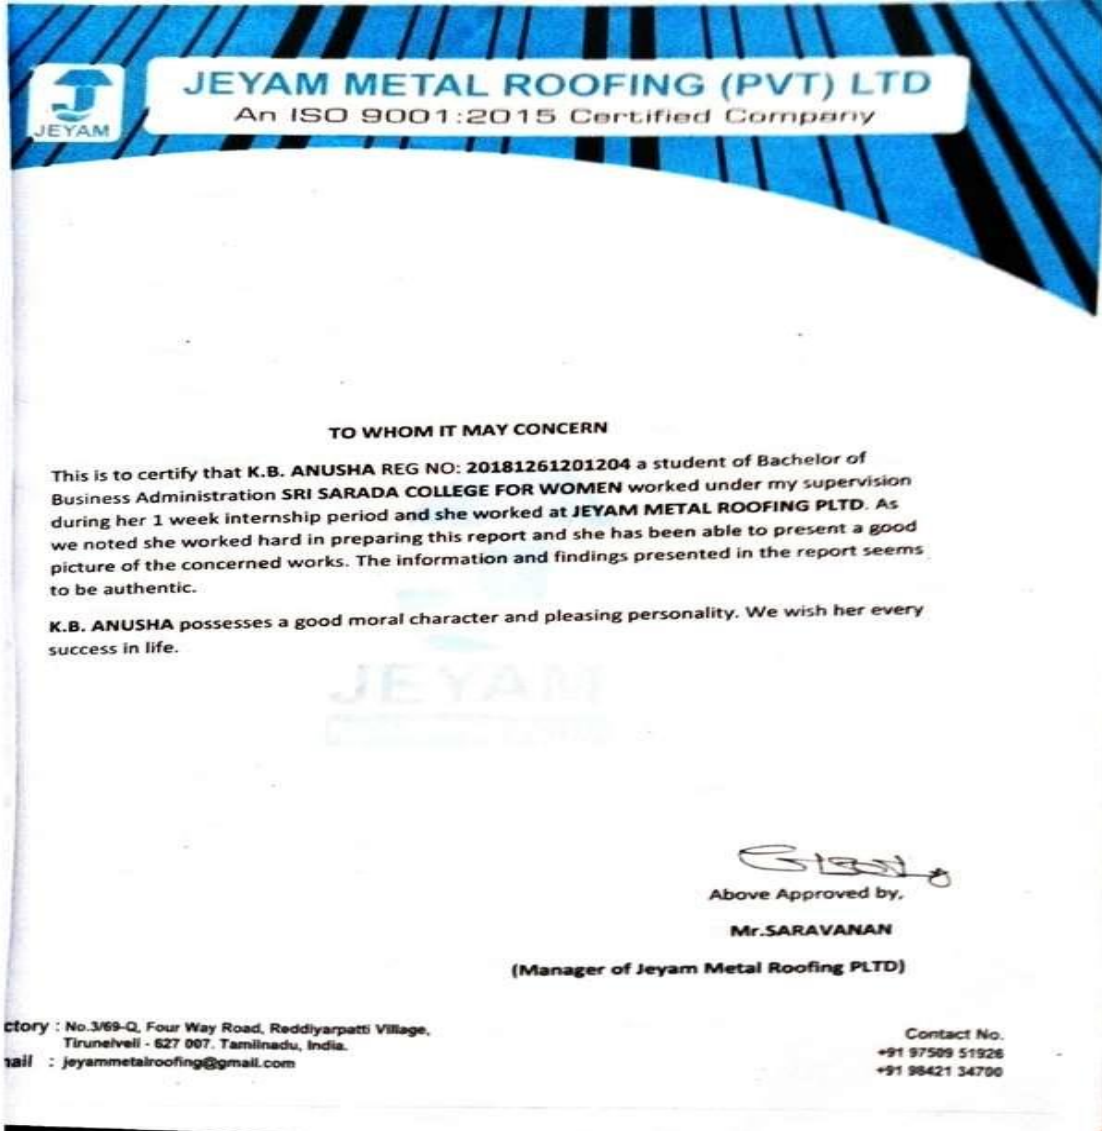 JEYAM METAL ROOFING (PVT) LTD
An ISO 9001:2015 Certified Company
JEYAM
TO WHOM IT MAY CONCERN
This is to certify that K.B. ANUSHA REG NO: 20181261201204 a student of Bachelor of
Business Administration SRI SARADA COLLEGE FOR WOMEN worked under my supervision
during her 1 week internship period and she worked at JEYAM METAL ROOFING PLTD. As
we noted she worked hard in preparing this report and she has been able to present a good
picture of the concerned works. The information and findings presented in the report seems
to be authentic.
K.B. ANUSHA possesses a good moral character and pleasing personality. We wish her every
success in life.
JEYAM
Above Approved by,
Mr.SARAVANAN
(Manager of Jeyam Metal Roofing PLTD)
ctory : No.3/69-Q, Four Way Road, Reddiyarpatti Village,
Tirunelveli - 627 007. Tamilnadu, India.
nail : jeyammetalroofing@gmail.com
Contact No.
+91 97509 51926
+91 98421 34700